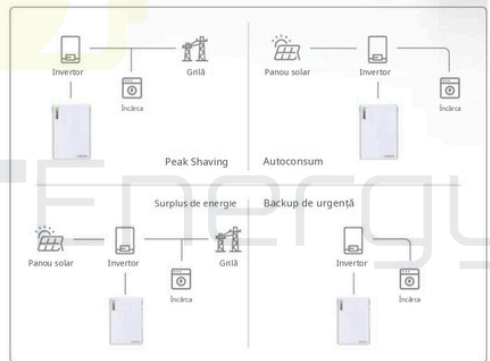 Invertor
Grilă
Încărca
Peak Shaving
Panou solar
Invertor
Încărca
Autoconsum
Surplus de energie
Panou solar
Invertor
Grilă
Încărca
Backup de urgență
Invertor
Încărca
Energy